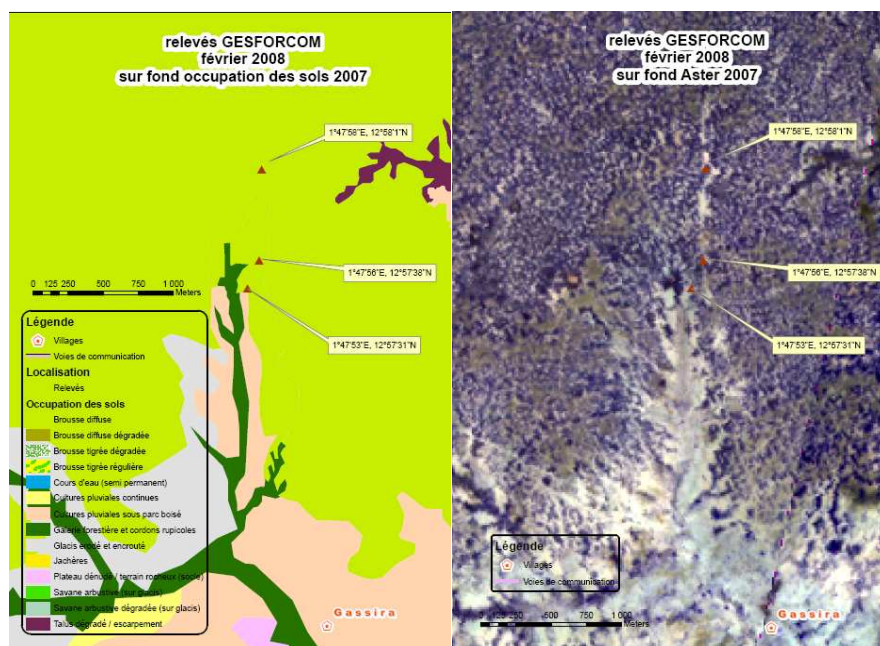 relevés GESFORCOM
février 2008
sur fond occupation des sols 2007
1°47'58"E, 12°58'1"N
1°47'56"E, 12°57'38"N
0 125 250 500 750 1 000
Meters
1°47'53"E, 12°57'31"N
Légende
Villages
Voies de communication
Localisation
Relevés
Occupation des sols
Brousse diffuse
Brousse diffuse dégradée
Brousse tigrée dégradée
Brousse tigrée régulière
Cours d'eau (semi permanent)
Cultures pluviales continues
Cultures pluviales sous parc boisé
Galerie forestière et cordons rupicoles
Glacis érodé et encrouté
Jachères
Plateau dénudé / terrain rocheux (socle)
Savane arbustive (sur glacis)
Savane arbustive dégradée (sur glacis)
Talus dégradé / escarpement
Gassira
relevés GESFORCOM
février 2008
sur fond Aster 2007
1°47'58"E, 12°58'1"N
1°47'56"E, 12°57'38"N
1°47'53"E, 12°57'31"N
Légende
Villages
Voies de communication
0 125 250 500 750 1 000
Meters
Gassira